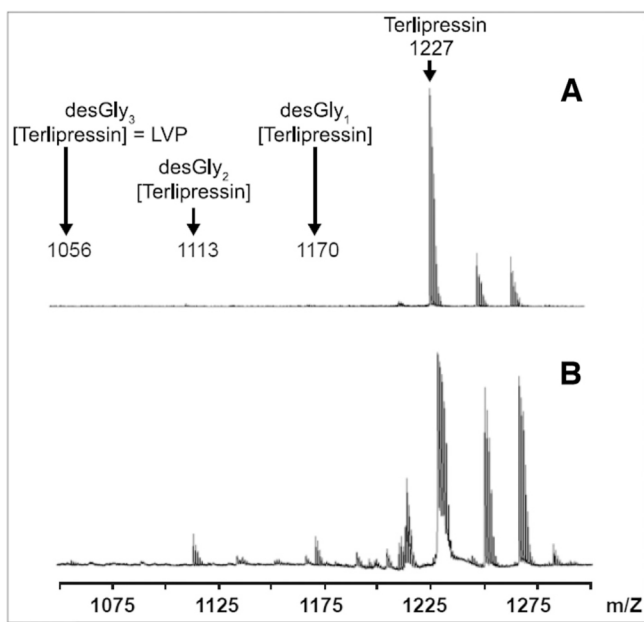 Terlipressin
1227
A
desGly3
[Terlipressin] = LVP
desGly1
[Terlipressin]
desGly2
[Terlipressin]
1056
1113
1170
B
1075
1125
1175
1225
1275
m/Z